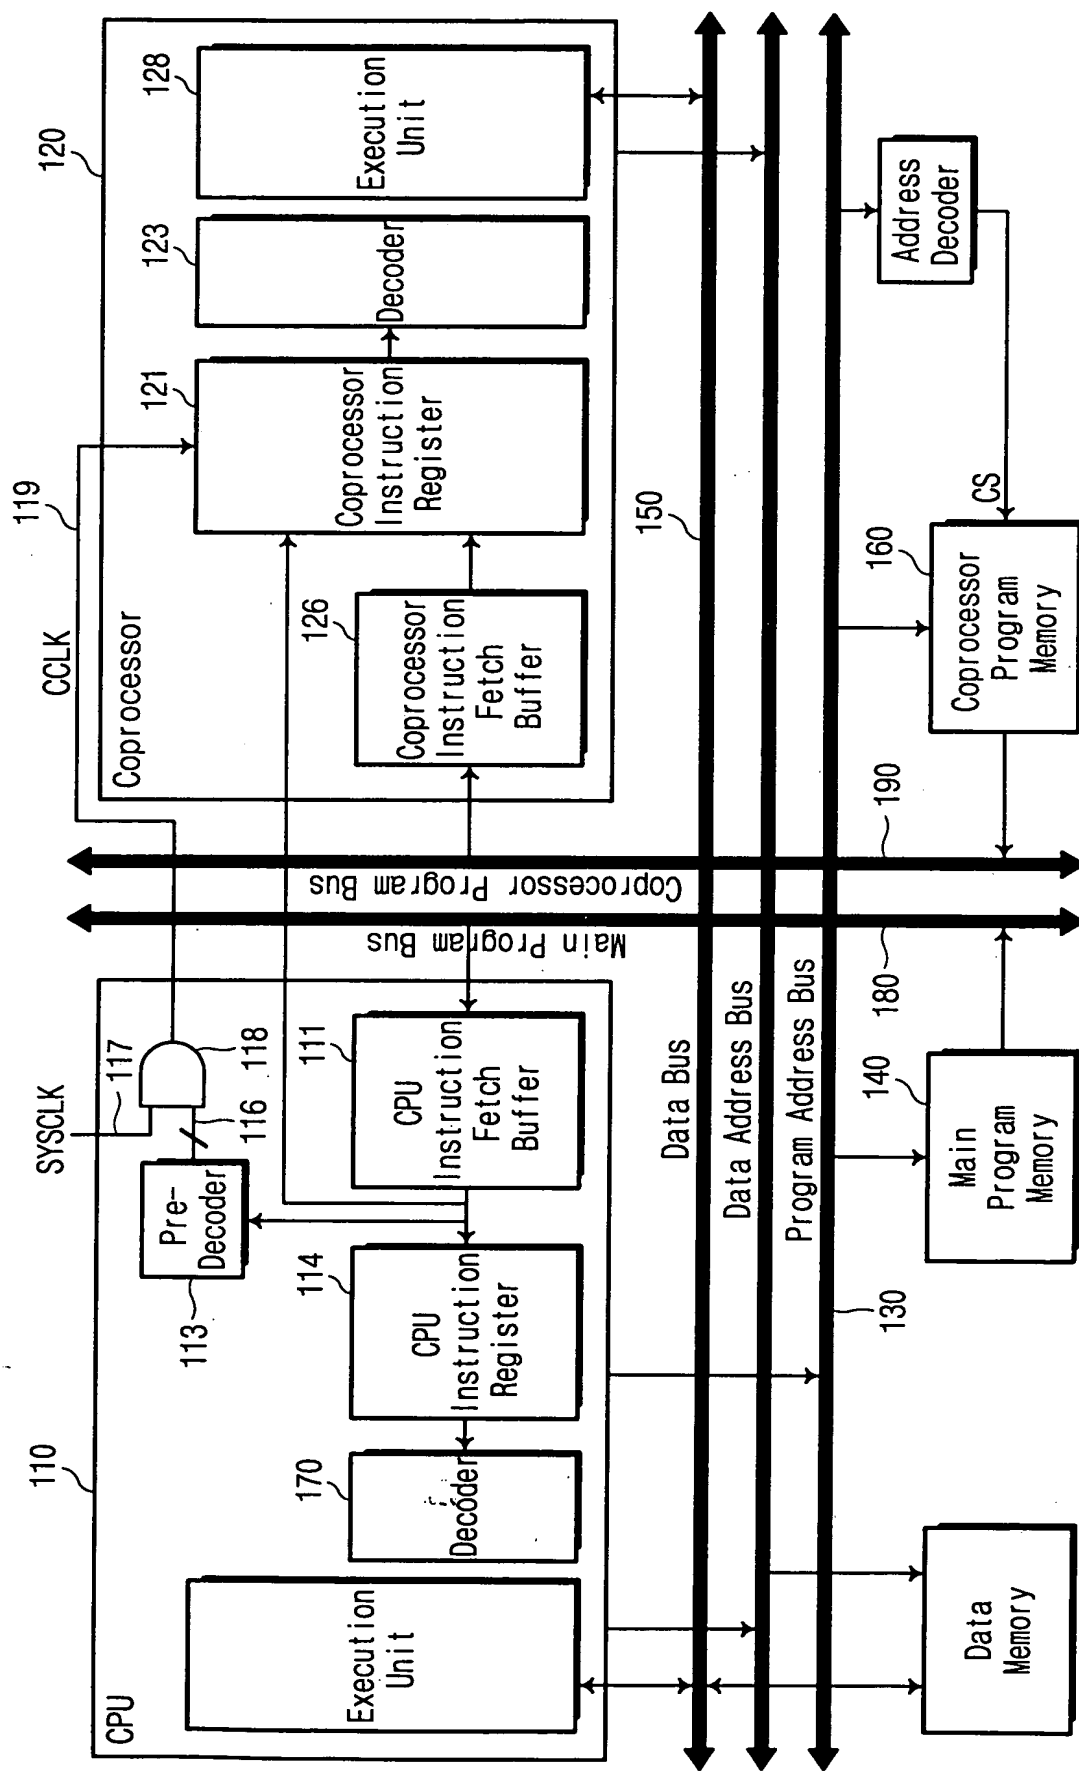 SYSCLK
117
118
116
CCLK
119
120
110
CPU
Pre-
Decoder
113
Coprocessor
121
123
128
Coprocessor
Instruction
Register
Decoder
Execution
Unit
126
Coprocessor
Instruction
Fetch
Buffer
111
CPU
Instruction
Fetch
Buffer
114
CPU
Instruction
Register
170
Decoder
Execution
Unit
Main Program Bus
Coprocessor Program Bus
150
Data Bus
Data Address Bus
Program Address Bus
130
180
190
140
Main
Program
Memory
160
Coprocessor
Program
Memory
CS
Address
Decoder
Data
Memory